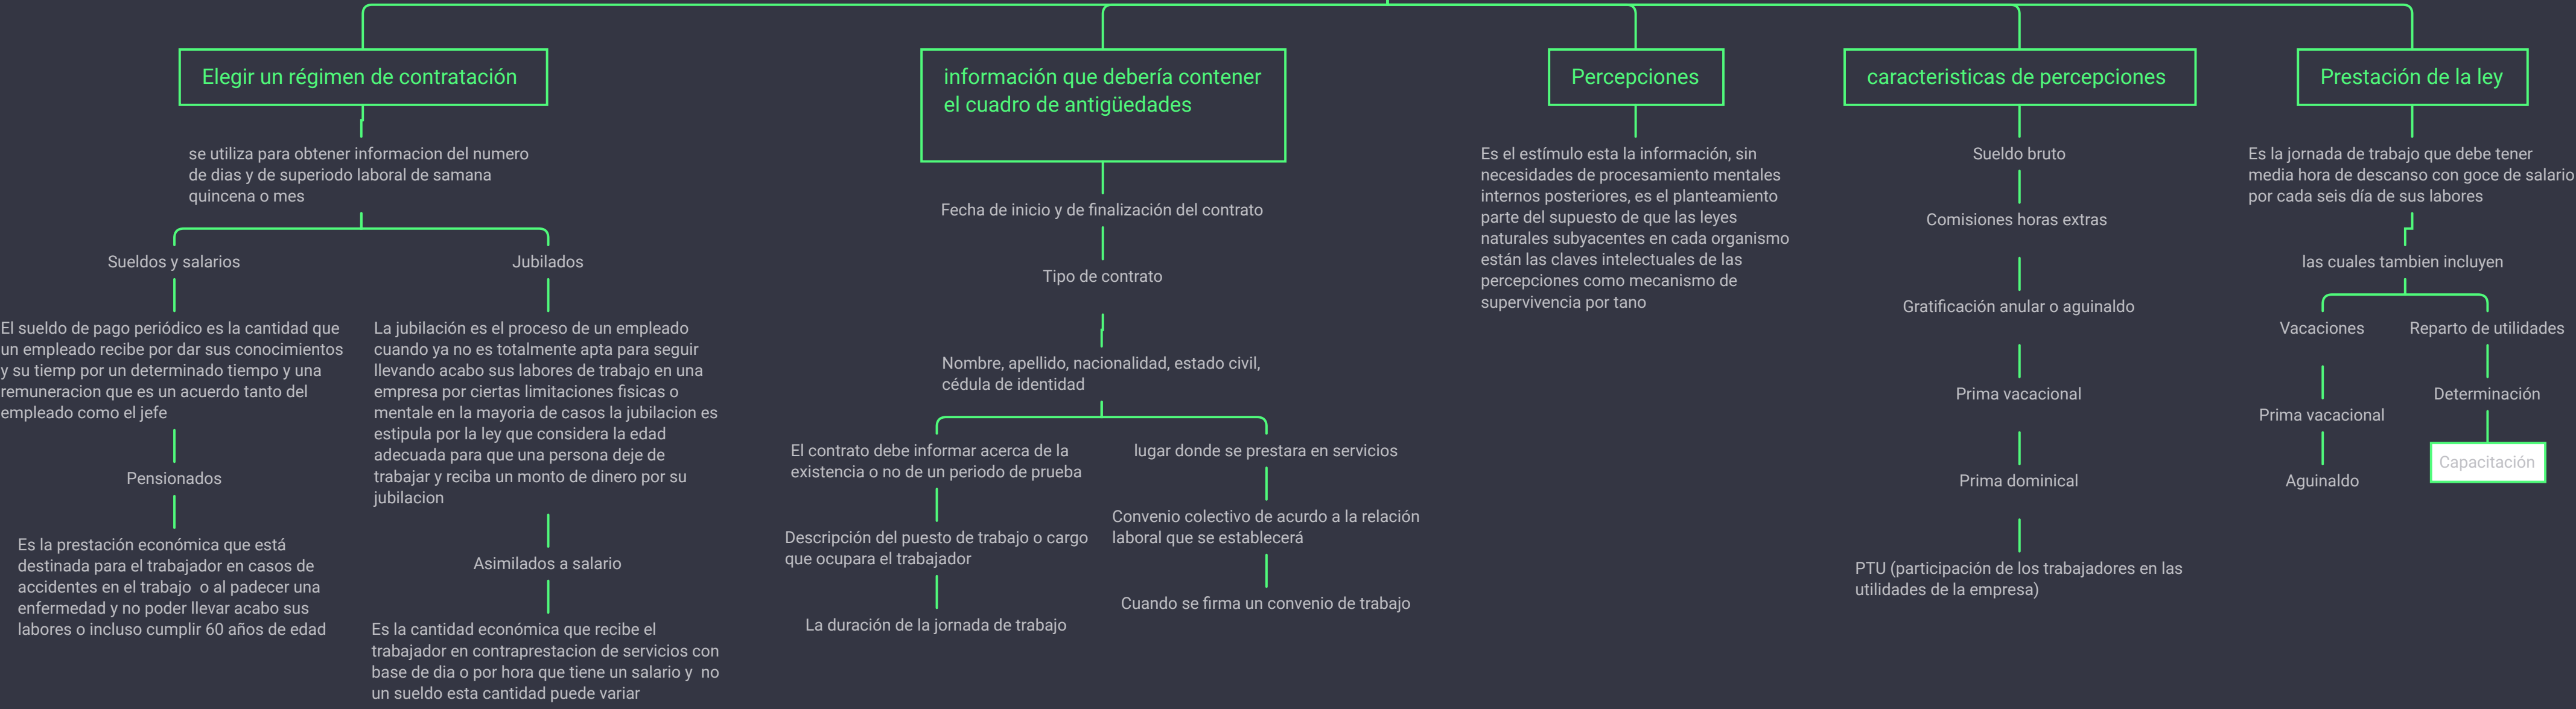 Elegir un régimen de contratación
se utiliza para obtener informacion del numero
de dias y de superiodo laboral de samana
quincena o mes
Sueldos y salarios
El sueldo de pago periódico es la cantidad que
un empleado recibe por dar sus conocimientos
y su tiemp por un determinado tiempo y una
remuneracion que es un acuerdo tanto del
empleado como el jefe
Pensionados
Es la prestación económica que está
destinada para el trabajador en casos de
accidentes en el trabajo  o al padecer una
enfermedad y no poder llevar acabo sus
labores o incluso cumplir 60 años de edad
Jubilados
La jubilación es el proceso de un empleado
cuando ya no es totalmente apta para seguir
llevando acabo sus labores de trabajo en una
empresa por ciertas limitaciones fisicas o
mentale en la mayoria de casos la jubilacion es
estipula por la ley que considera la edad
adecuada para que una persona deje de
trabajar y reciba un monto de dinero por su
jubilacion
Asimilados a salario
Es la cantidad económica que recibe el
trabajador en contraprestacion de servicios con
base de dia o por hora que tiene un salario y  no
un sueldo esta cantidad puede variar
información que debería contener
el cuadro de antigüedades
Fecha de inicio y de finalización del contrato
Tipo de contrato
Nombre, apellido, nacionalidad, estado civil,
cédula de identidad
El contrato debe informar acerca de la
existencia o no de un periodo de prueba
Descripción del puesto de trabajo o cargo
que ocupara el trabajador
La duración de la jornada de trabajo
lugar donde se prestara en servicios
Convenio colectivo de acurdo a la relación
laboral que se establecerá
Cuando se firma un convenio de trabajo
Percepciones
Es el estímulo esta la información, sin
necesidades de procesamiento mentales
internos posteriores, es el planteamiento
parte del supuesto de que las leyes
naturales subyacentes en cada organismo
están las claves intelectuales de las
percepciones como mecanismo de
supervivencia por tano
caracteristicas de percepciones
Sueldo bruto
Comisiones horas extras
Gratificación anular o aguinaldo
Prima vacacional
Prima dominical
PTU (participación de los trabajadores en las
utilidades de la empresa)
Prestación de la ley
Es la jornada de trabajo que debe tener
media hora de descanso con goce de salario
por cada seis día de sus labores
las cuales tambien incluyen
Vacaciones
Prima vacacional
Aguinaldo
Reparto de utilidades
Determinación
Capacitación